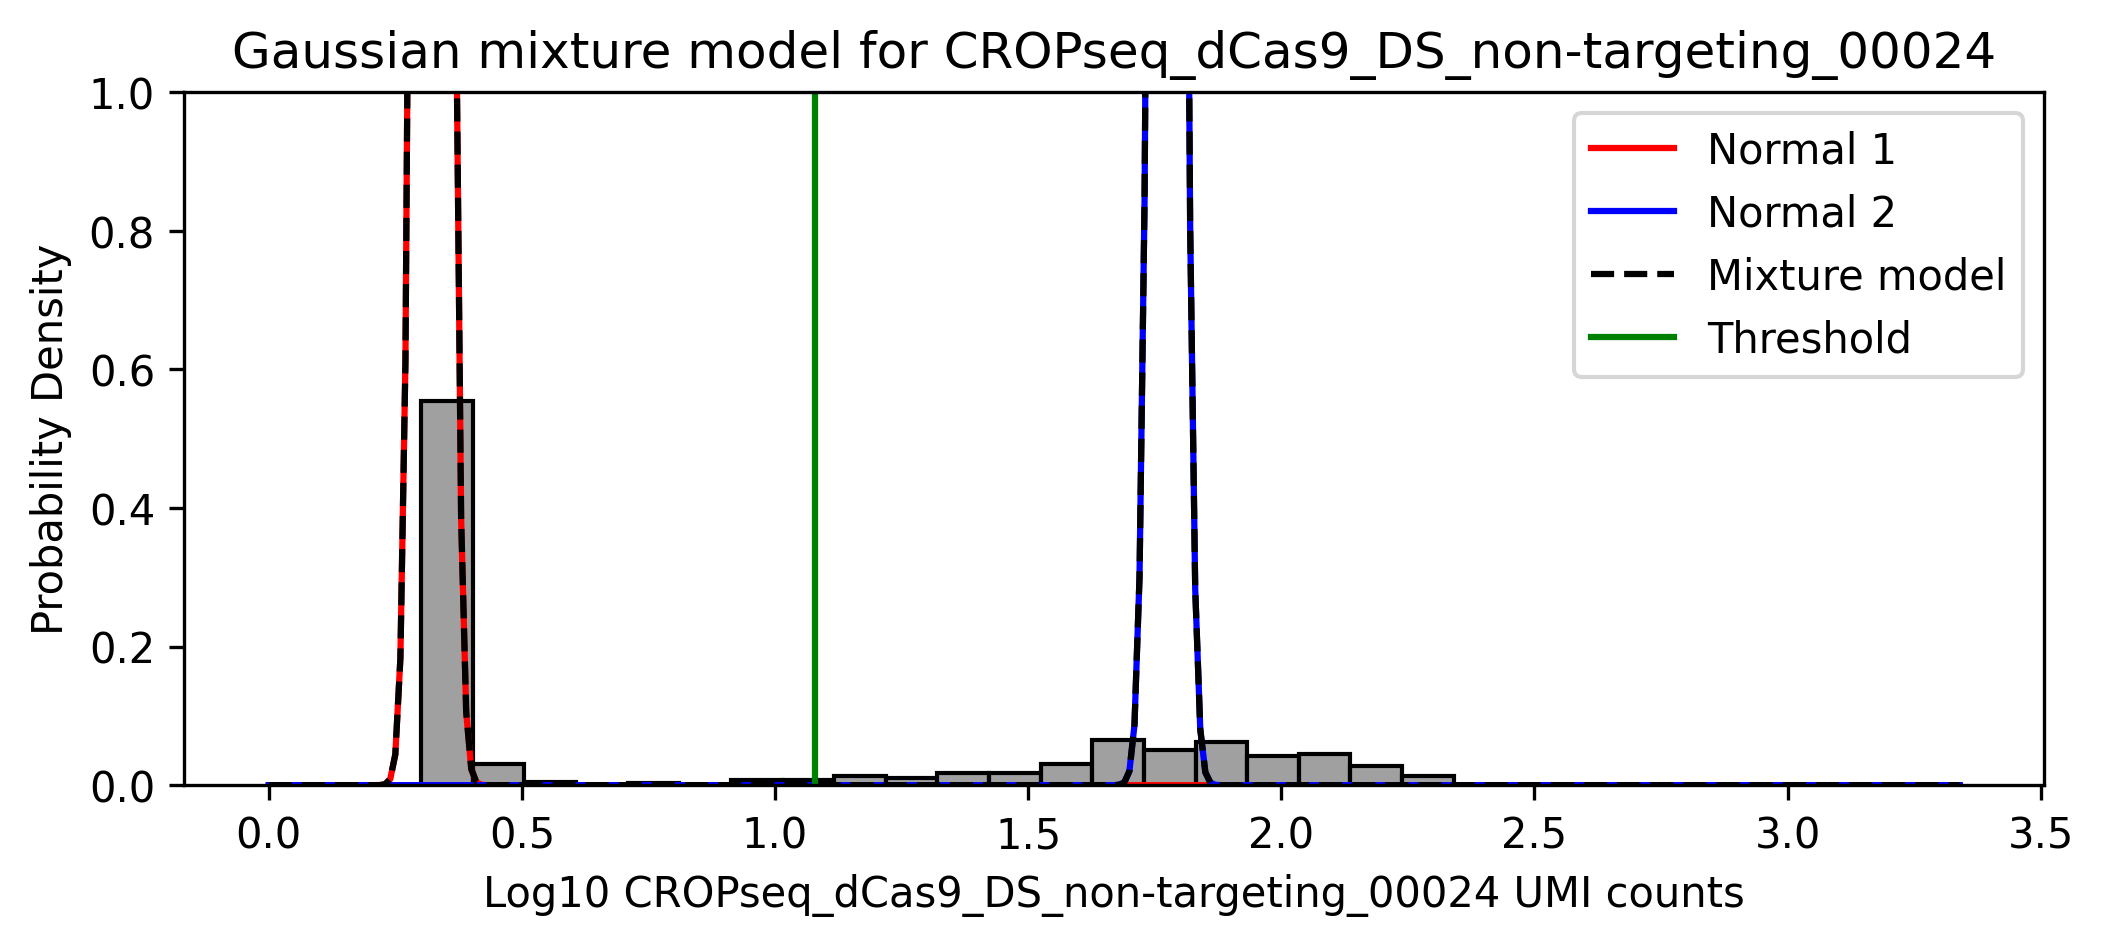 Gaussian mixture model for CROPseq_dCas9_DS_non-targeting_00024
1.0
0.8
0.6
0.4
0.2
0.0
Probability Density
Normal 1
Normal 2
Mixture model
Threshold
0.0 0.5 1.0 1.5 2.0 2.5 3.0 3.5
Log10 CROPseq_dCas9_DS_non-targeting_00024 UMI counts